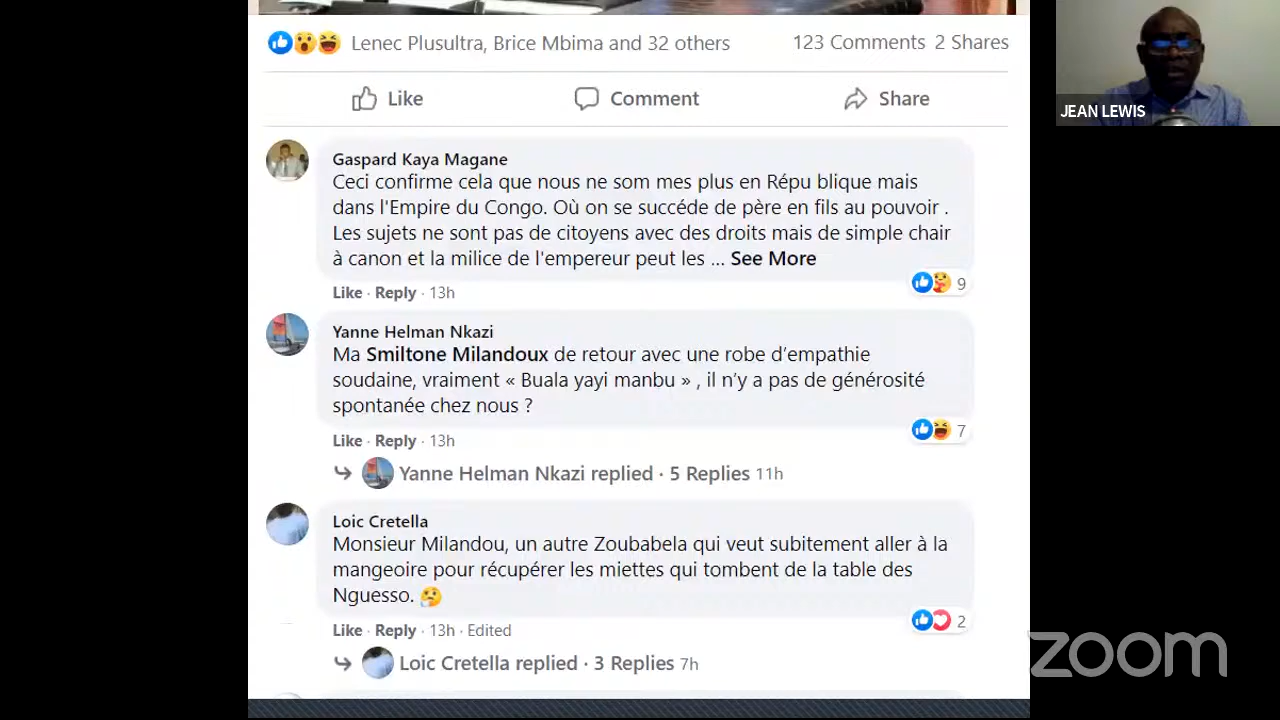 Lenec Plusultra, Brice Mbima and 32 others 123 Comments 2 Shares
Like Comment Share
Gaspard Kaya Magane
Ceci confirme cela que nous ne som mes plus en Répu blique mais
dans l'Empire du Congo. Où on se succéde de père en fils au pouvoir .
Les sujets ne sont pas de citoyens avec des droits mais de simple chair
à canon et la milice de l'empereur peut les ... See More
9
Like · Reply · 13h
Yanne Helman Nkazi
Ma Smiltone Milandoux de retour avec une robe d’empathie
soudaine, vraiment « Buala yayi manbu » , il n’y a pas de générosité
spontanée chez nous ?
7
Like · Reply · 13h
Yanne Helman Nkazi replied · 5 Replies 11h
Loic Cretella
Monsieur Milandou, un autre Zoubabela qui veut subitement aller à la
mangeoire pour récupérer les miettes qui tombent de la table des
Nguesso. 🤔
2
Like · Reply · 13h · Edited
Loic Cretella replied · 3 Replies 7h
JEAN LEWIS
zoom